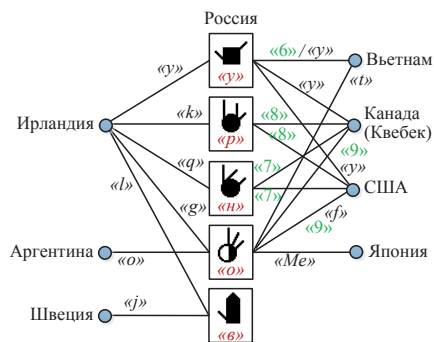 Россия
«6»/«y» Вьетнам
«y» «y» «y» «t»
«k» «8» Канада
Ирландия «р» «8» (Квебек)
«9»
«q» «7» «y»
«l» «н» «7» США
«g» «f»
«9»
Аргентина «o» «о» «Me» Япония
Швеция «j»
«в»